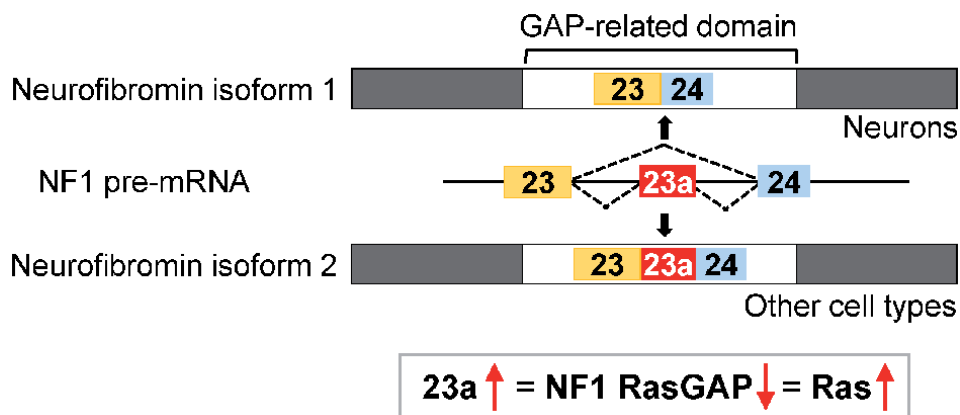 GAP-related domain
Neurofibromin isoform 1
23 24
Neurons
NF1 pre-mRNA
23 23a 24
Neurofibromin isoform 2
23 23a 24
Other cell types
23a ↑ = NF1 RasGAP ↓ = Ras ↑